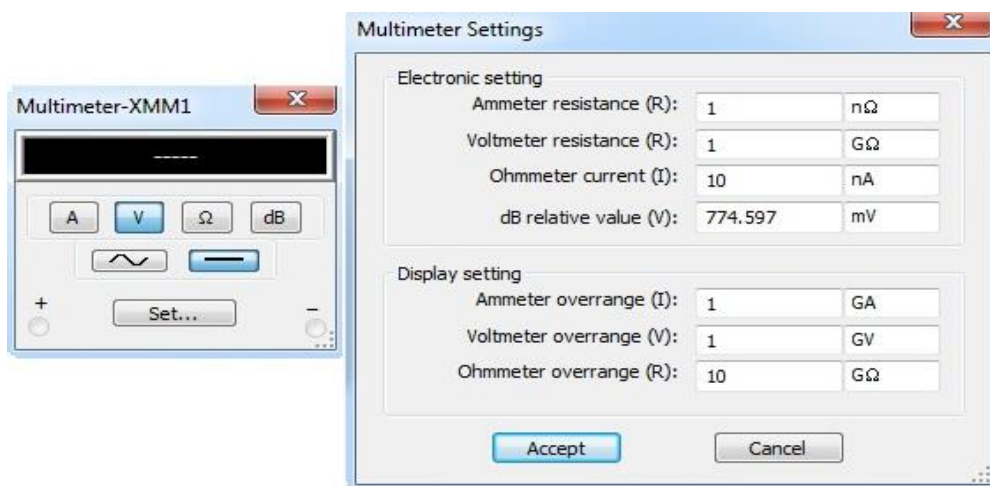 Multimeter-XMM1
-----
A V Ω dB
+ Set... -
Multimeter Settings
Electronic setting
Ammeter resistance (R): 1 nΩ
Voltmeter resistance (R): 1 GΩ
Ohmmeter current (I): 10 nA
dB relative value (V): 774.597 mV
Display setting
Ammeter overrange (I): 1 GA
Voltmeter overrange (V): 1 GV
Ohmmeter overrange (R): 10 GΩ
Accept Cancel